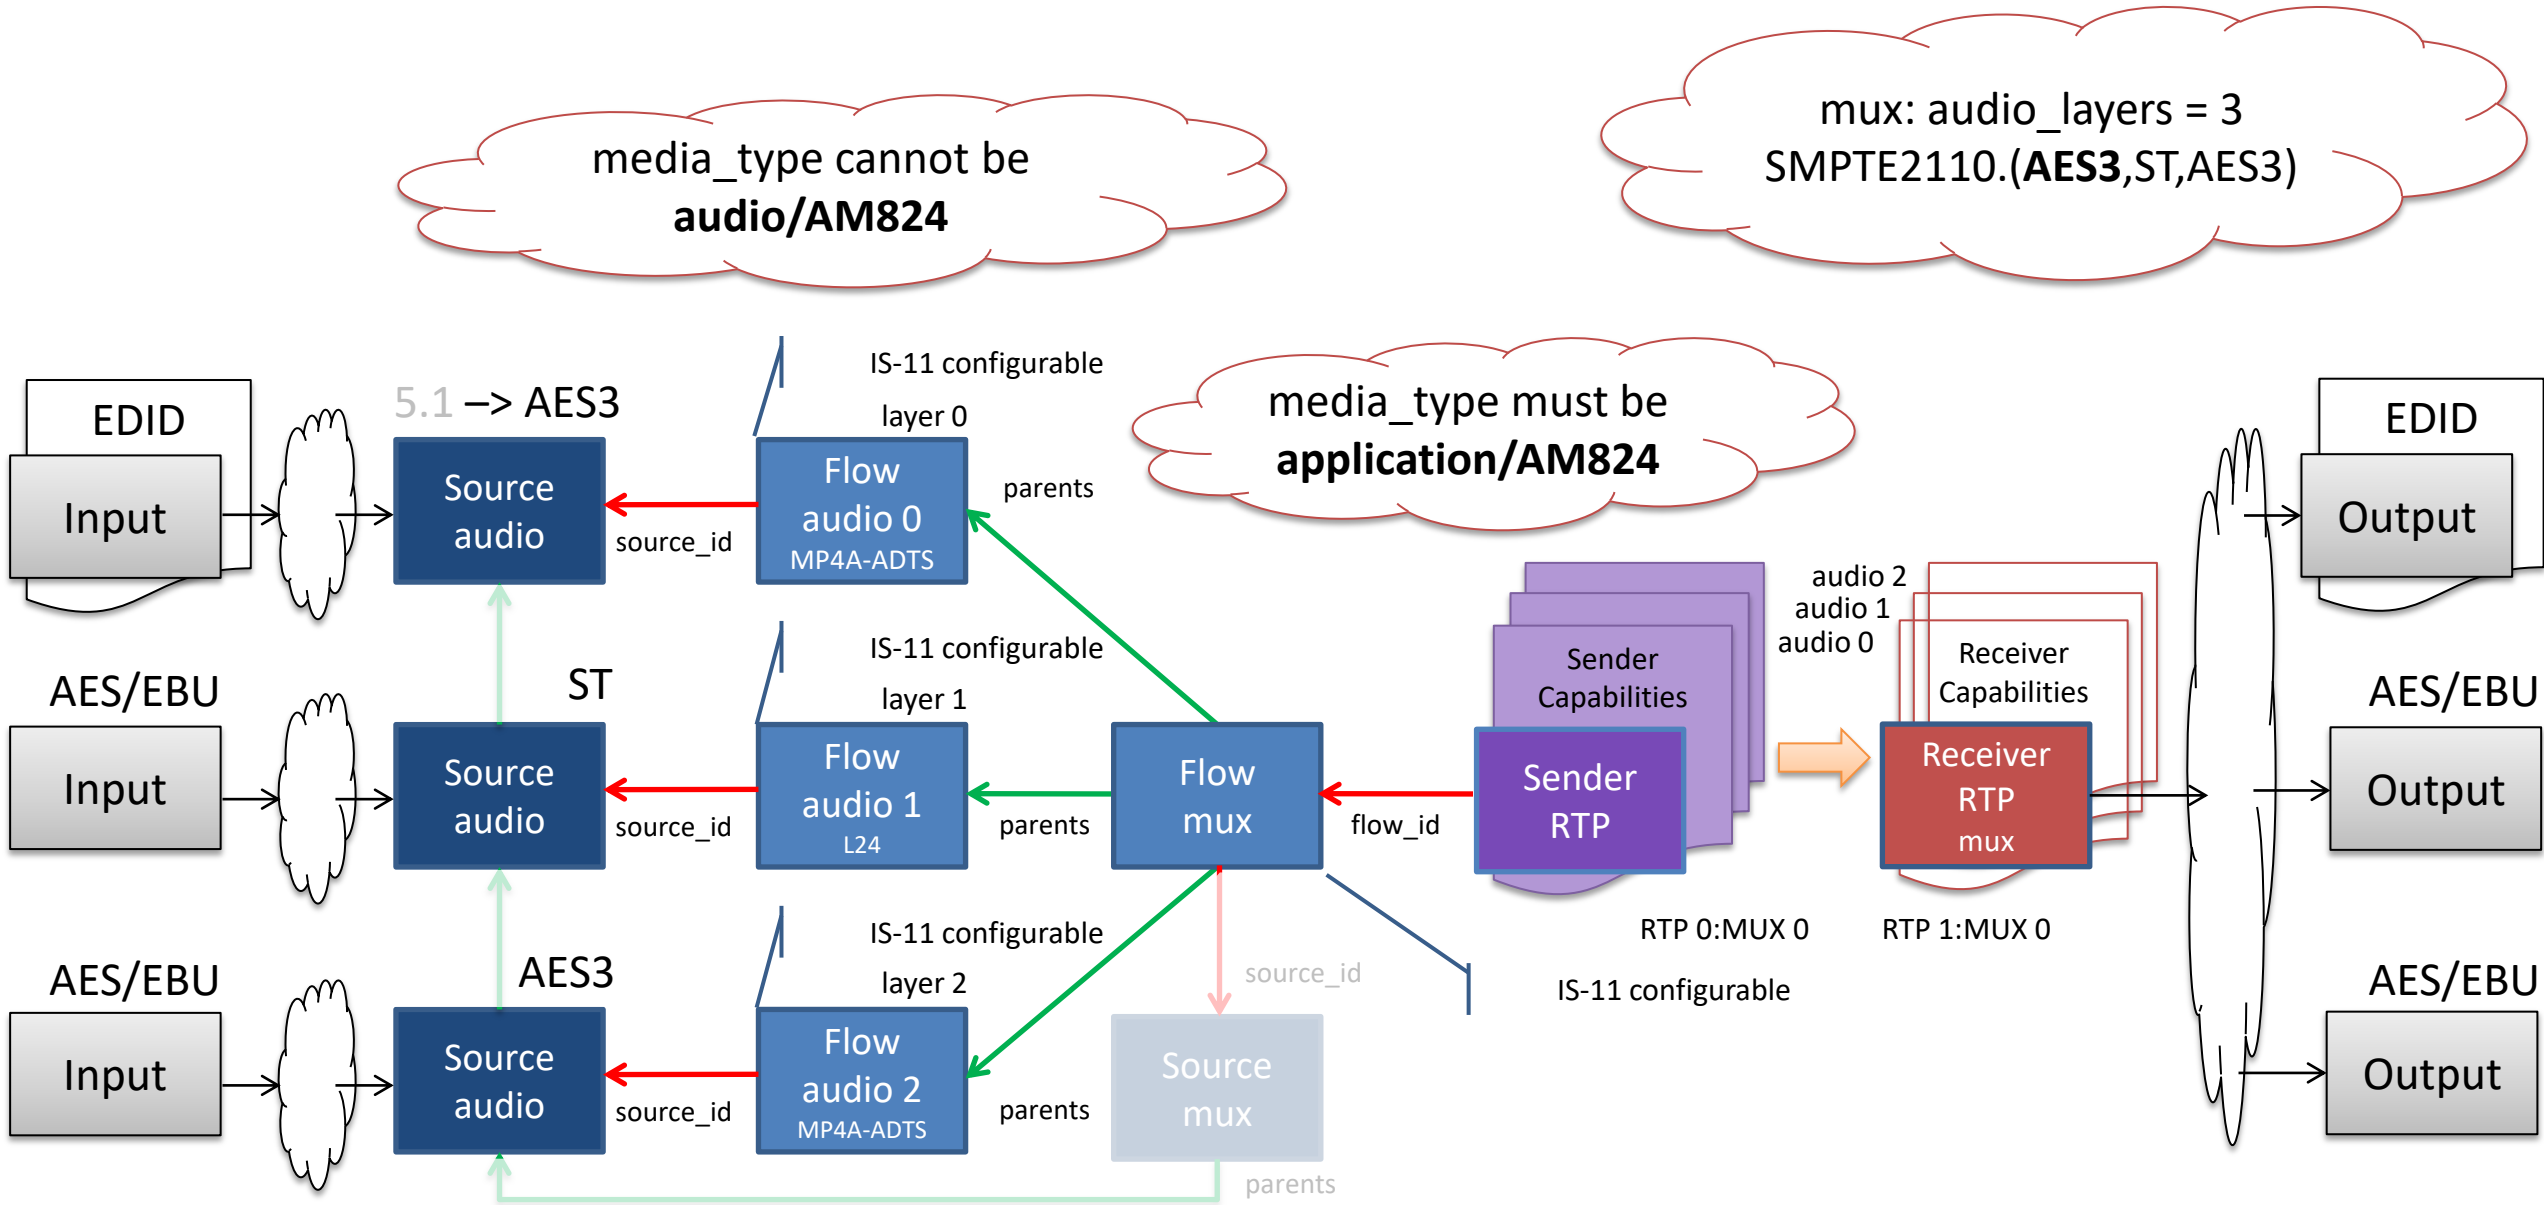 mux: audio_layers = 3
SMPTE2110.(AES3,ST,AES3)
media_type cannot be
audio/AM824
media_type must be
application/AM824
EDID
Input
5.1 –> AES3
Source
audio
source_id
IS-11 configurable
layer 0
Flow
audio 0
MP4A-ADTS
parents
AES/EBU
Input
ST
Source
audio
source_id
IS-11 configurable
layer 1
Flow
audio 1
L24
parents
Flow
mux
flow_id
Sender
Capabilities
Sender
RTP
RTP 0:MUX 0
audio 2
audio 1
audio 0
Receiver
Capabilities
Receiver
RTP
mux
RTP 1:MUX 0
IS-11 configurable
AES/EBU
Input
AES3
Source
audio
source_id
IS-11 configurable
layer 2
Flow
audio 2
MP4A-ADTS
parents
source_id
Source
mux
parents
EDID
Output
AES/EBU
Output
AES/EBU
Output